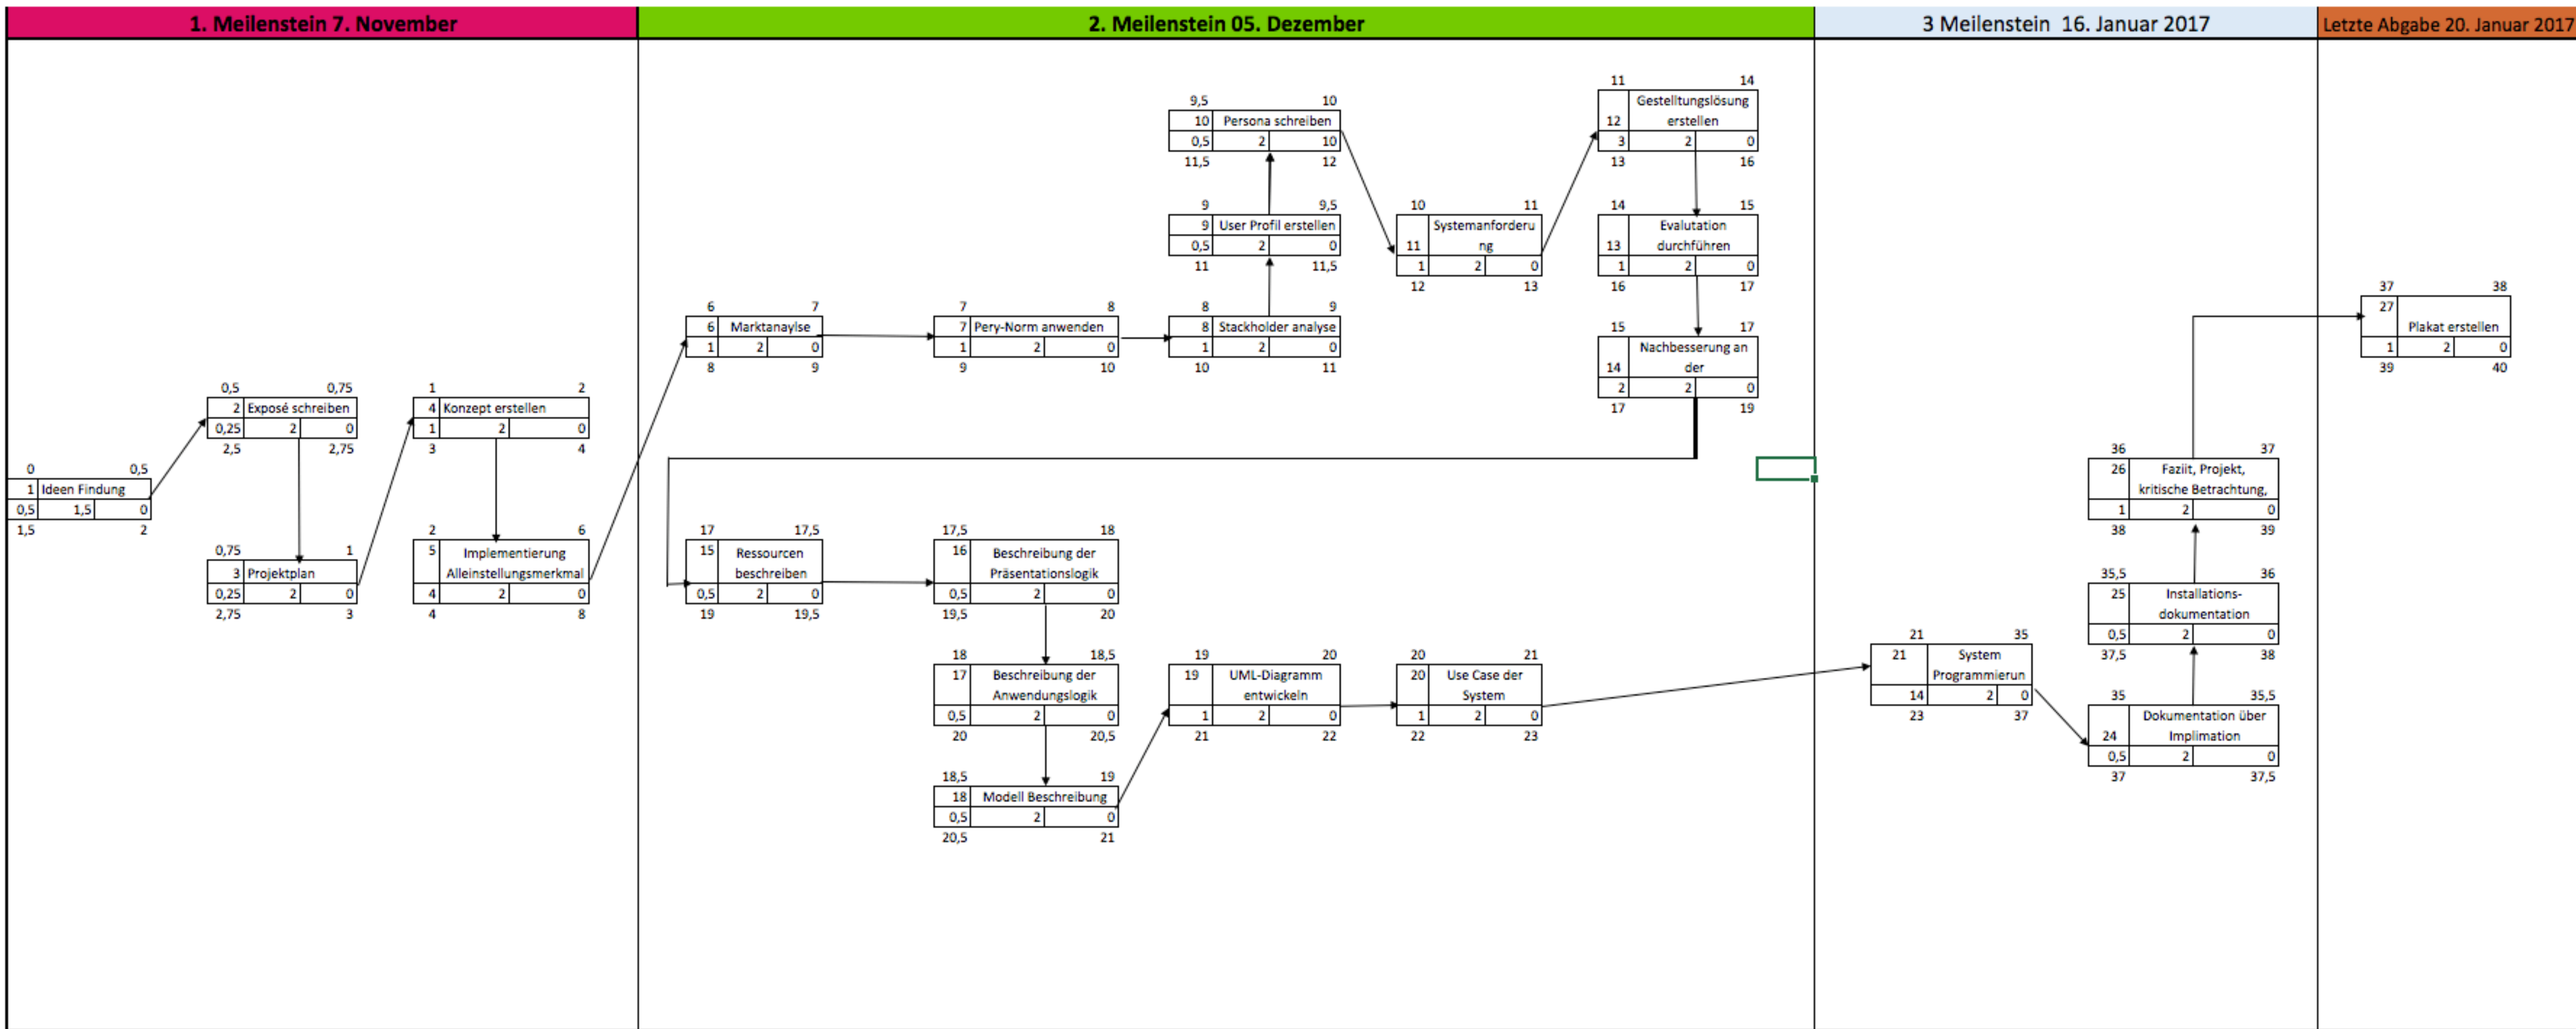 1. Meilenstein 7. November
2. Meilenstein 05. Dezember
3 Meilenstein 16. Januar 2017
Letzte Abgabe 20. Januar 2017
0 0,5
1 Ideen Findung
0,5 1,5 0
1,5 2
0,5 0,75
2 Exposé schreiben
0,25 2 0
2,5 2,75
0,75 1
3 Projektplan
0,25 2 0
2,75 3
1 2
4 Konzept erstellen
1 2 0
3 4
2 6
5 Implementierung
Alleinstellungsmerkmal
4 2 0
4 8
6 7
6 Marktanaylse
1 2 0
8 9
7 8
7 Pery-Norm anwenden
1 2 0
9 10
8 9
8 Stackholder analyse
1 2 0
10 11
9 9,5
9 User Profil erstellen
0,5 2 0
11 11,5
9,5 10
10 Persona schreiben
0,5 2 10
11,5 12
10 11
Systemanforderu
11 ng
1 2 0
12 13
11 14
Gestelltungslösung
12 erstellen
3 2 0
13 16
14 15
Evalutation
13 durchführen
1 2 0
16 17
15 17
Nachbesserung an
14 der
2 2 0
17 19
17 17,5
15 Ressourcen
beschreiben
0,5 2 0
19 19,5
17,5 18
16 Beschreibung der
Präsentationslogik
0,5 2 0
19,5 20
18 18,5
17 Beschreibung der
Anwendungslogik
0,5 2 0
20 20,5
18,5 19
18 Modell Beschreibung
0,5 2 0
20,5 21
19 20
19 UML-Diagramm
entwickeln
1 2 0
21 22
20 21
20 Use Case der
System
1 2 0
22 23
21 35
21 System
Programmierun
14 2 0
23 37
35 35,5
Dokumentation über
24 Implimation
0,5 2 0
37 37,5
35,5 36
25 Installations-
dokumentation
0,5 2 0
37,5 38
36 37
26 Faziit, Projekt,
kritische Betrachtung,
1 2 0
38 39
37 38
27
Plakat erstellen
1 2 0
39 40